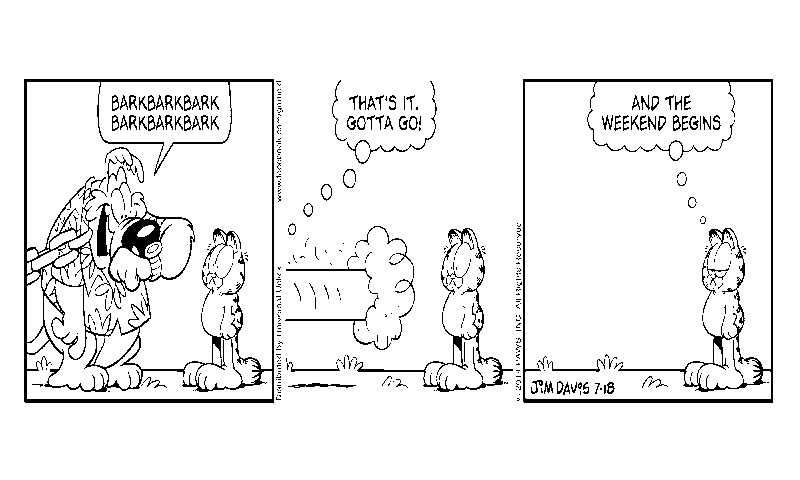 BARKBARKBARK
BARKBARKBARK
THAT'S IT.
GOTTA GO!
AND THE
WEEKEND BEGINS
JIM DAVIS 7-18